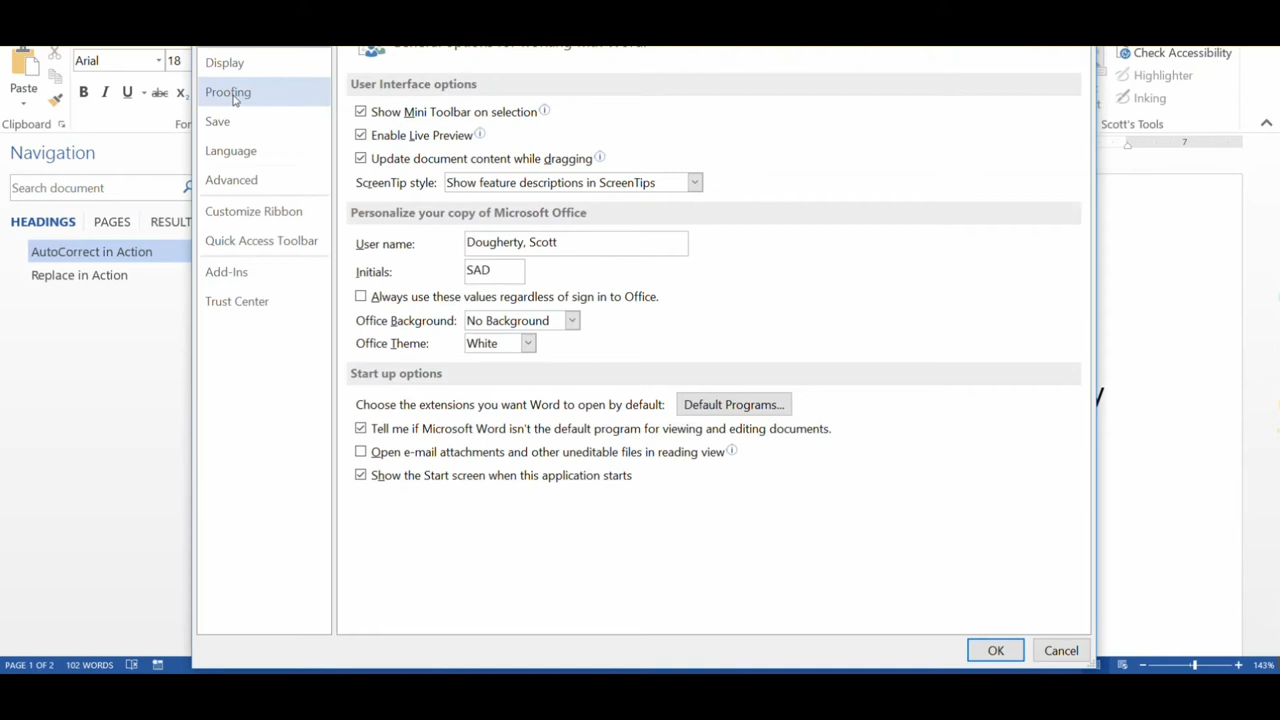 Arial 18
Paste
B I U abc X,
Clipboard
For
Navigation
Search document
HEADINGS PAGES RESULT
AutoCorrect in Action
Replace in Action
Display
Proofing
Save
Language
Advanced
Customize Ribbon
Quick Access Toolbar
Add-Ins
Trust Center
User Interface options
Show Mini Toolbar on selection
Enable Live Preview
Update document content while dragging
ScreenTip style: Show feature descriptions in ScreenTips
Personalize your copy of Microsoft Office
User name: Dougherty, Scott
Initials: SAD
Always use these values regardless of sign in to Office.
Office Background: No Background
Office Theme: White
Start up options
Choose the extensions you want Word to open by default: Default Programs...
Tell me if Microsoft Word isn't the default program for viewing and editing documents.
Open e-mail attachments and other uneditable files in reading view
Show the Start screen when this application starts
OK Cancel
Check Accessibility
Highlighter
Inking
Scott's Tools
7
y
PAGE 1 OF 2 102 WORDS
143%